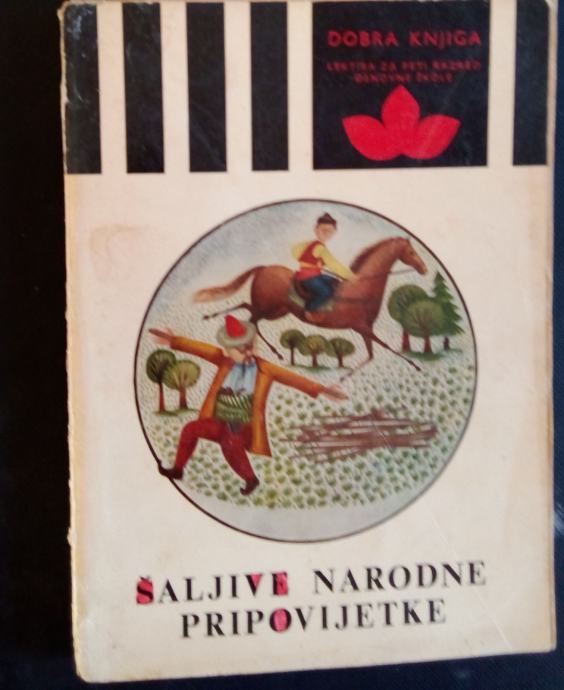 DOBRA KNJIGA
LEKTIRA ZA PETI RAZRED
OSNOVNE ŠKOLE
ŠALJIVE NARODNE
PRIPOVIJETKE